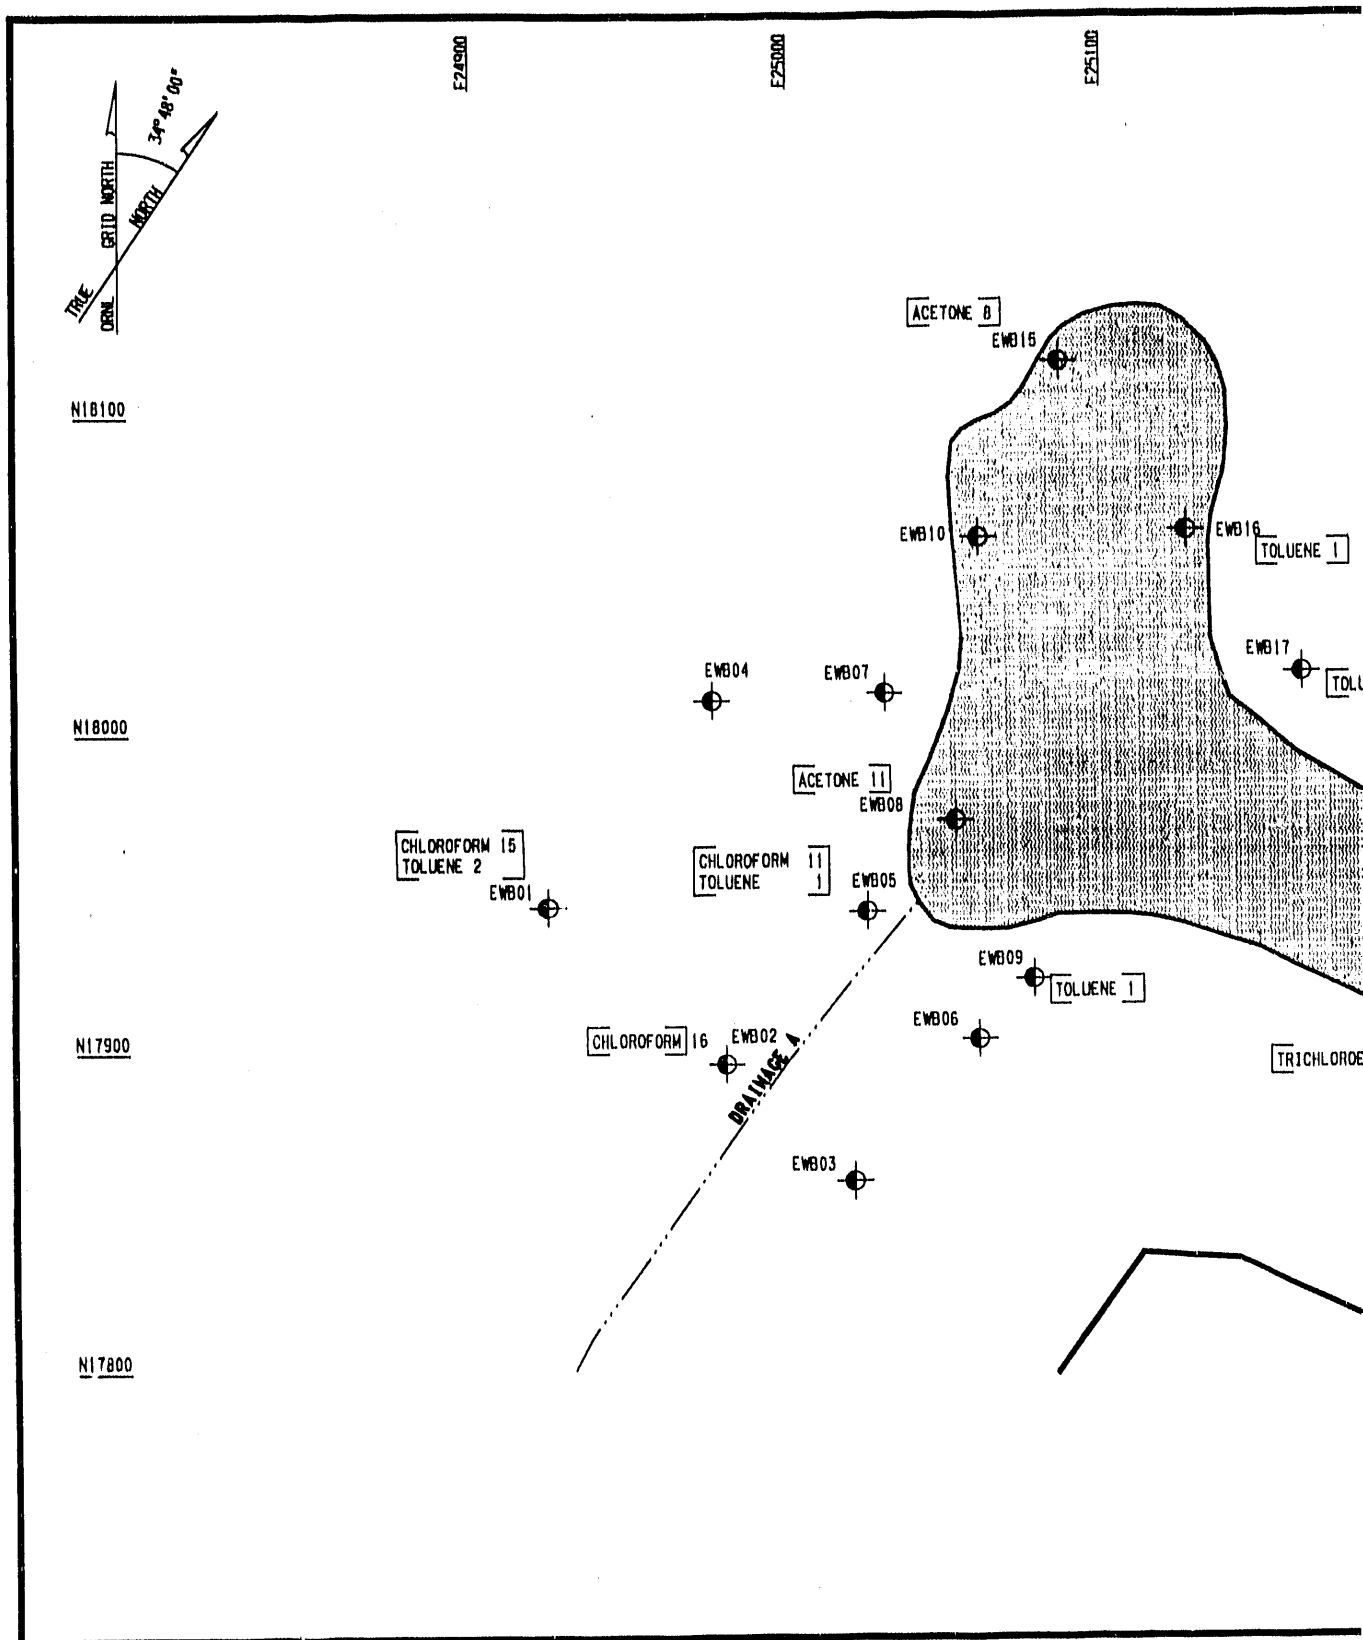 E24900
E25000
E25100
34° 48' 00"
ORNL GRID NORTH
TRUE NORTH
ACETONE 8
EWB15
N18100
EWB10
EWB16
TOLUENE 1
EWB17
EWB04
EWB07
TOLU
N18000
ACETONE 11
EWB08
CHLOROFORM 15
TOLUENE 2
EWB01
CHLOROFORM 11
TOLUENE 1
EWB05
EWB09
TOLUENE 1
EWB06
N17900
CHLOROFORM 16
EWB02
DRAINAGE A
TRICHLOROE
EWB03
N17800